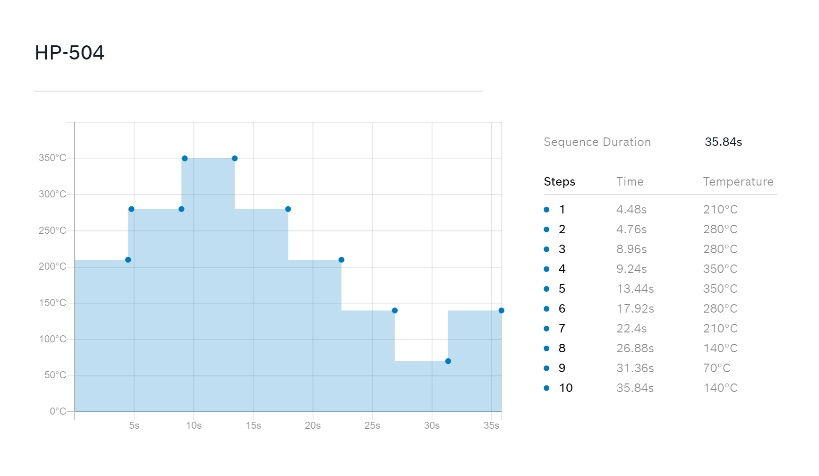 HP-504
350°C
300°C
250°C
200°C
150°C
100°C
50°C
0°C
5s 10s 15s 20s 25s 30s 35s
Sequence Duration 35.84s
Steps Time Temperature
1 4.48s 210°C
2 4.76s 280°C
3 8.96s 280°C
4 9.24s 350°C
5 13.44s 350°C
6 17.92s 280°C
7 22.4s 210°C
8 26.88s 140°C
9 31.36s 70°C
10 35.84s 140°C